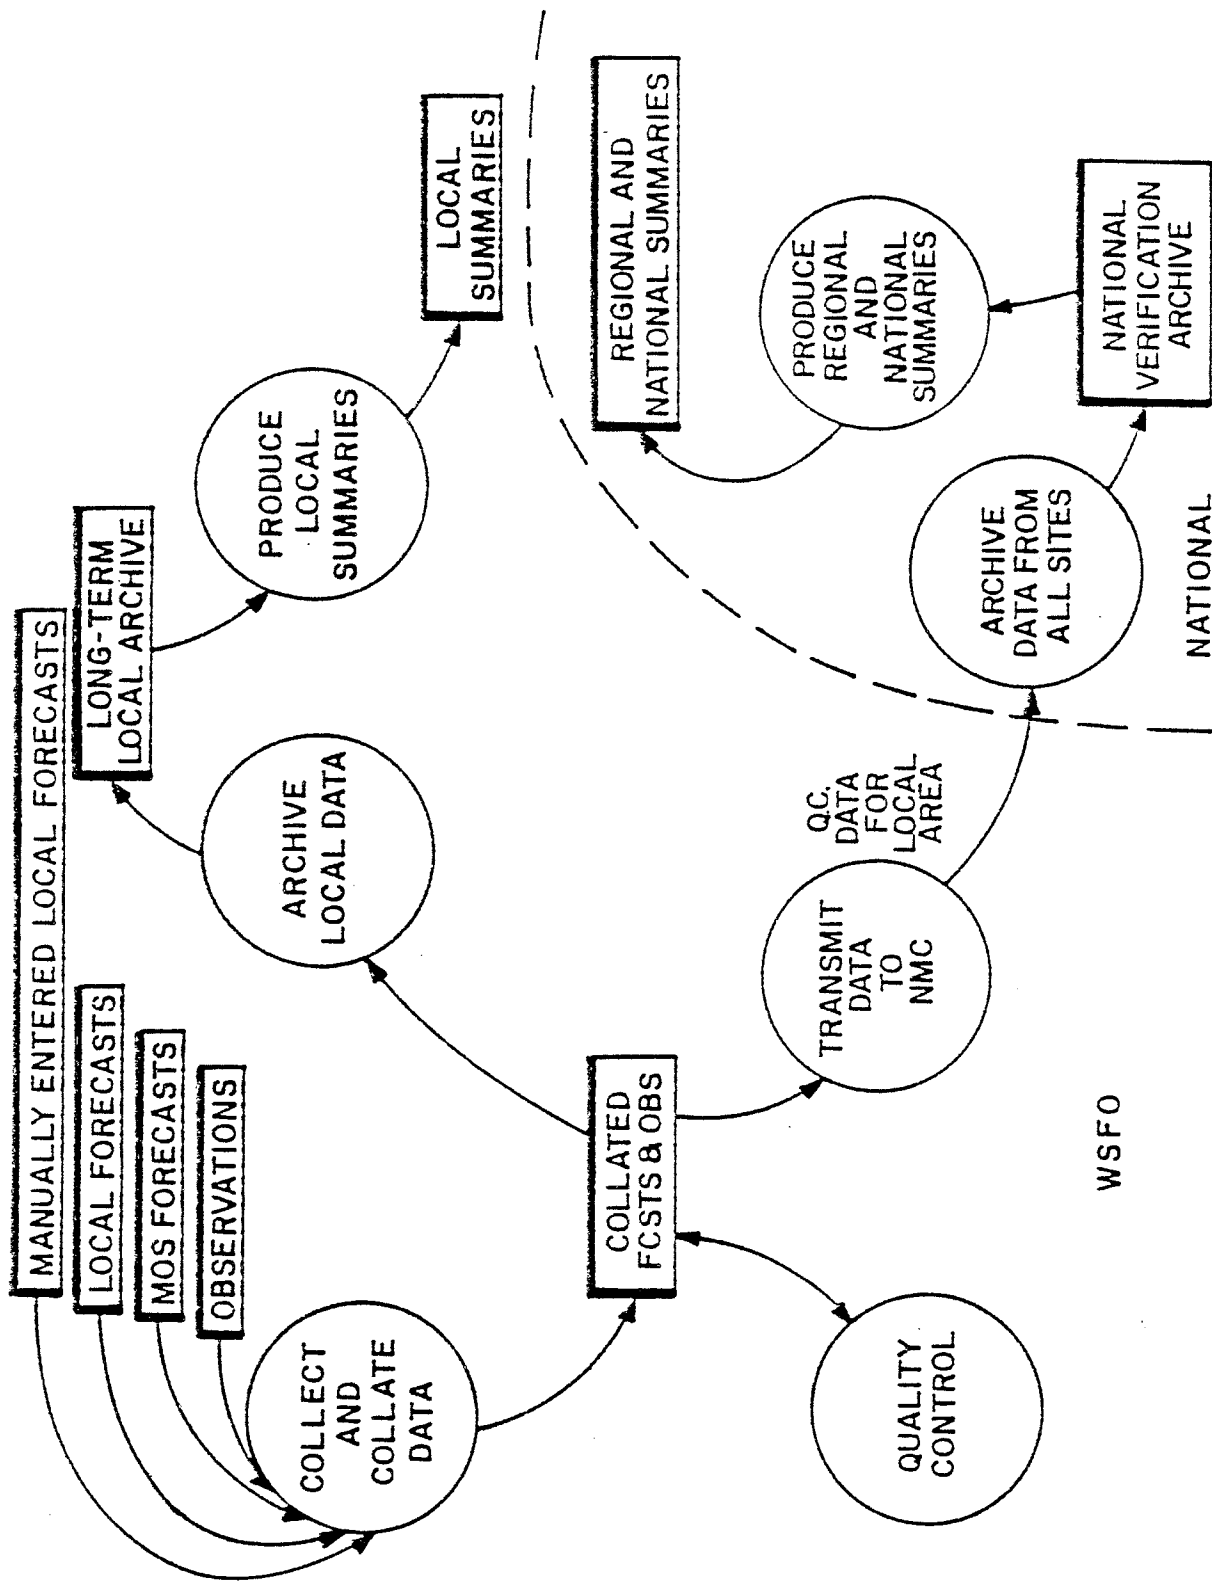 MANUALLY ENTERED LOCAL FORECASTS
LOCAL FORECASTS
MOS FORECASTS
OBSERVATIONS
COLLECT
AND
COLLATE
DATA
COLLATED
FCSTS & OBS
QUALITY
CONTROL
ARCHIVE
LOCAL DATA
LONG-TERM
LOCAL ARCHIVE
PRODUCE
LOCAL
SUMMARIES
LOCAL
SUMMARIES
TRANSMIT
DATA
TO
NMC
Q.C.
DATA
FOR
LOCAL
AREA
WSFO
ARCHIVE
DATA FROM
ALL SITES
NATIONAL
VERIFICATION
ARCHIVE
PRODUCE
REGIONAL
AND
NATIONAL
SUMMARIES
REGIONAL AND
NATIONAL SUMMARIES
NATIONAL